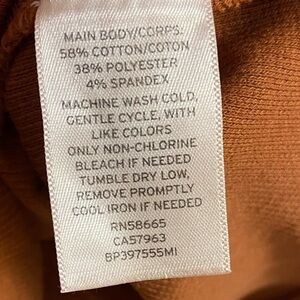 MAIN BODY/CORPS:
58% COTTON/COTON
38% POLYESTER
4% SPANDEX
MACHINE WASH COLD,
GENTLE CYCLE, WITH
LIKE COLORS
ONLY NON-CHLORINE
BLEACH IF NEEDED
TUMBLE DRY LOW,
REMOVE PROMPTLY
COOL IRON IF NEEDED
RN58665
CA57963
BP397555MI